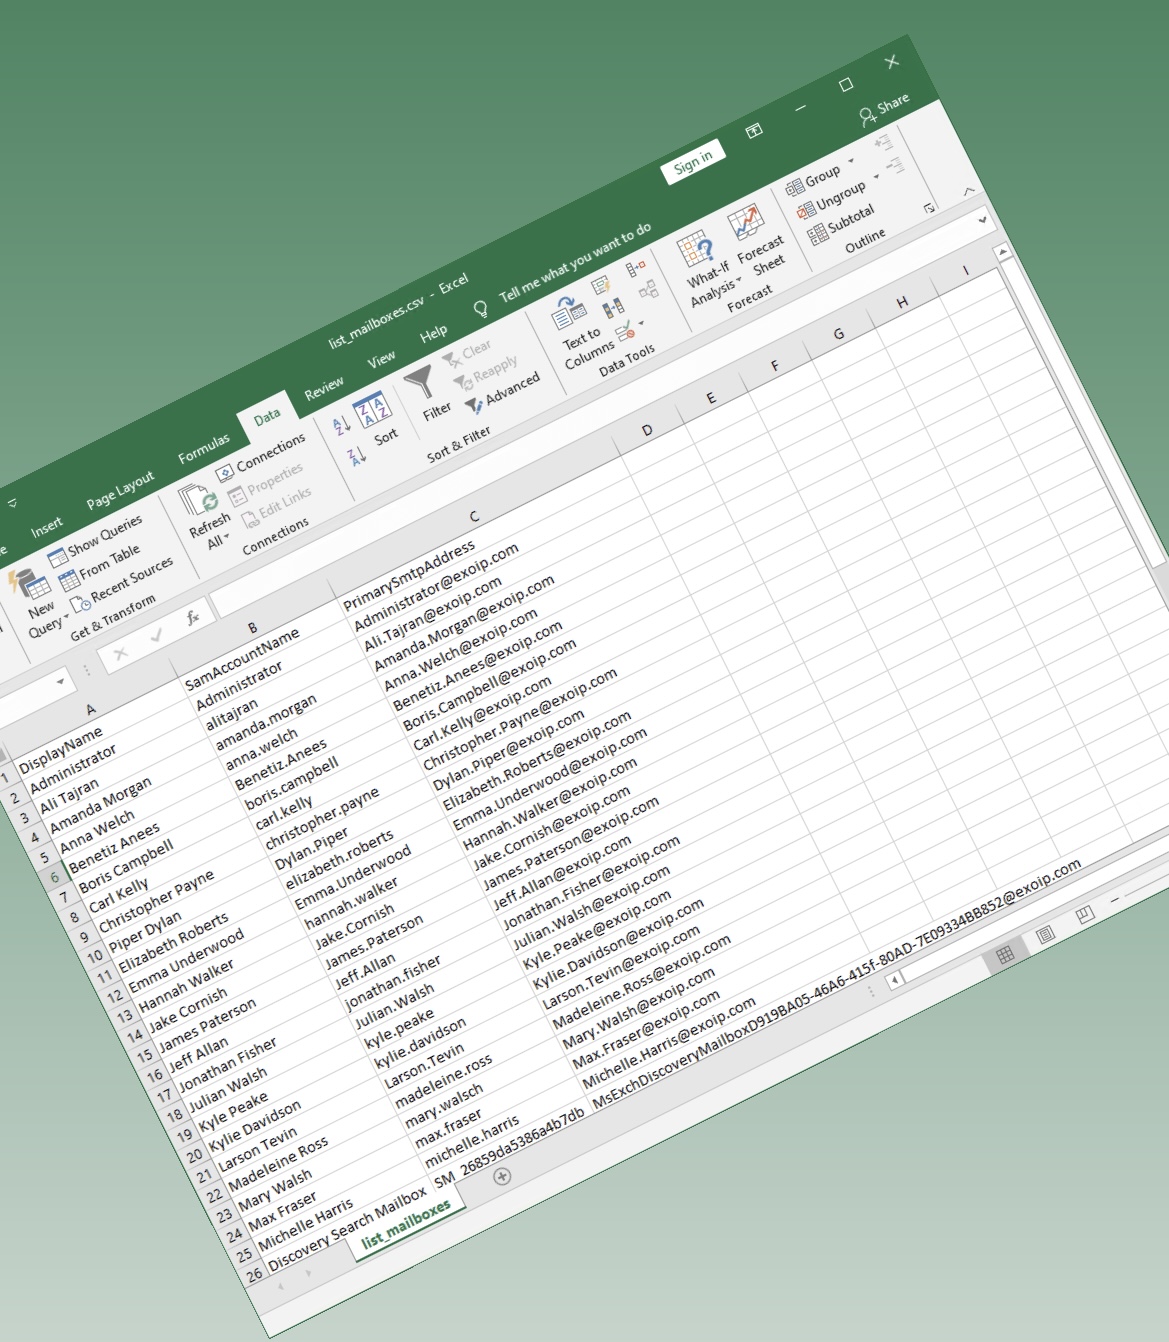 list_mailboxes.csv - Excel
Sign in
Share
Insert Page Layout Formulas Data Review View Help Tell me what you want to do
New Query
Show Queries
From Table
Recent Sources
Get & Transform
Refresh All
Connections
Properties
Edit Links
Connections
Sort
Filter
Clear
Reapply
Advanced
Sort & Filter
Text to Columns
Data Tools
What-If Analysis
Forecast Sheet
Forecast
Group
Ungroup
Subtotal
Outline
fx
A B C D E F G H I
1 DisplayName SamAccountName PrimarySmtpAddress
2 Administrator Administrator Administrator@exoip.com
3 Ali Tajran alitajran Ali.Tajran@exoip.com
4 Amanda Morgan amanda.morgan Amanda.Morgan@exoip.com
5 Anna Welch anna.welch Anna.Welch@exoip.com
6 Benetiz Anees Benetiz.Anees Benetiz.Anees@exoip.com
7 Boris Campbell boris.campbell Boris.Campbell@exoip.com
8 Carl Kelly carl.kelly Carl.Kelly@exoip.com
9 Christopher Payne christopher.payne Christopher.Payne@exoip.com
10 Piper Dylan Dylan.Piper Dylan.Piper@exoip.com
11 Elizabeth Roberts elizabeth.roberts Elizabeth.Roberts@exoip.com
12 Emma Underwood Emma.Underwood Emma.Underwood@exoip.com
13 Hannah Walker hannah.walker Hannah.Walker@exoip.com
14 Jake Cornish Jake.Cornish Jake.Cornish@exoip.com
15 James Paterson James.Paterson James.Paterson@exoip.com
16 Jeff Allan Jeff.Allan Jeff.Allan@exoip.com
17 Jonathan Fisher jonathan.fisher Jonathan.Fisher@exoip.com
18 Julian Walsh Julian.Walsh Julian.Walsh@exoip.com
19 Kyle Peake kyle.peake Kyle.Peake@exoip.com
20 Kylie Davidson kylie.davidson Kylie.Davidson@exoip.com
21 Larson Tevin Larson.Tevin Larson.Tevin@exoip.com
22 Madeleine Ross madeleine.ross Madeleine.Ross@exoip.com
23 Mary Walsh mary.walsch Mary.Walsh@exoip.com
24 Max Fraser max.fraser Max.Fraser@exoip.com
25 Michelle Harris michelle.harris Michelle.Harris@exoip.com
26 Discovery Search Mailbox SM_26859da5386a4b7db MsExchDiscoveryMailboxD919BA05-46A6-415f-80AD-7E09334BB852@exoip.com
list_mailboxes